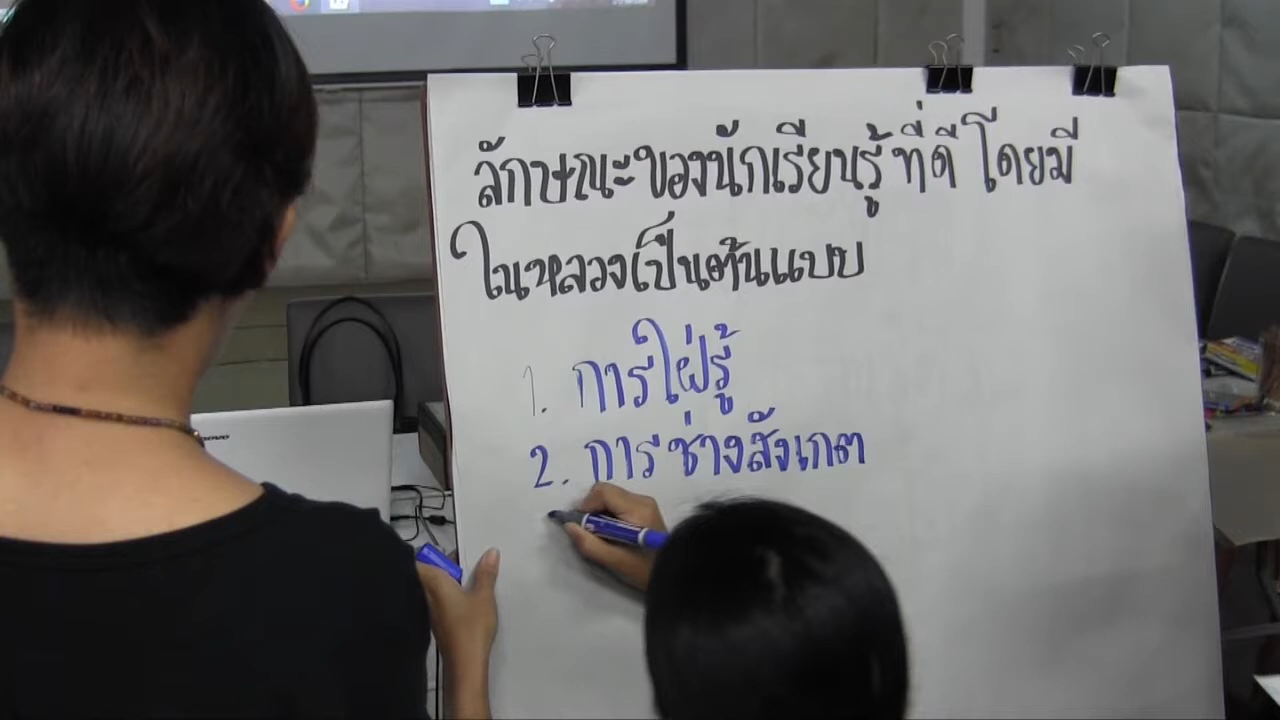 ลักษณะของนักเรียนรู้ ที่ดี โดยมี
ในหลวงเป็นต้นแบบ
1. การใฝ่รู้
2. การช่างสังเกต